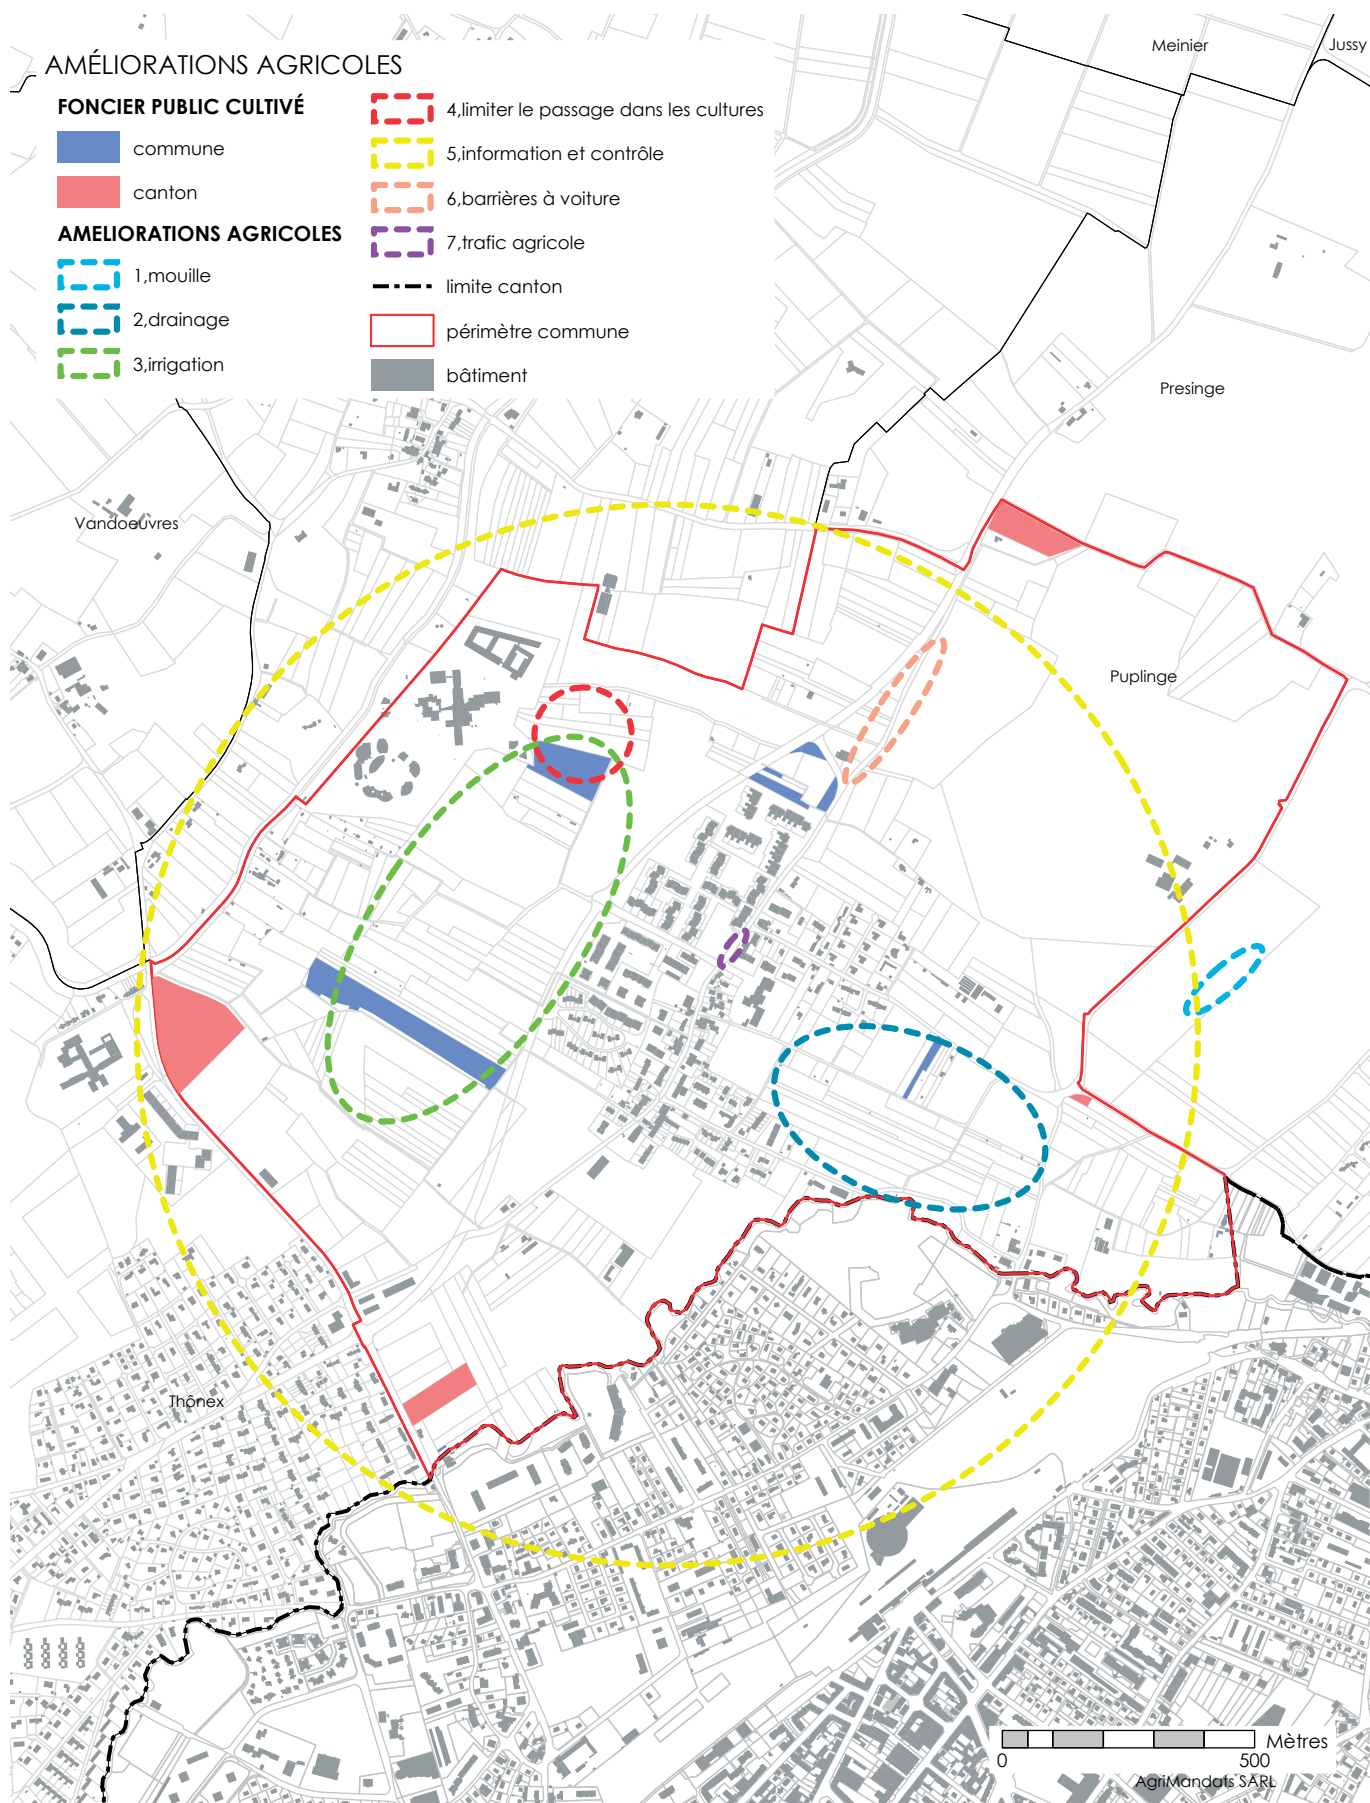 AMÉLIORATIONS AGRICOLES
FONCIER PUBLIC CULTIVÉ
commune
canton
AMELIORATIONS AGRICOLES
1,mouille
2,drainage
3,irrigation
4,limiter le passage dans les cultures
5,information et contrôle
6,barrières à voiture
7,trafic agricole
limite canton
périmètre commune
bâtiment
Meinier
Jussy
Presinge
Vandoeuvres
Puplinge
Thônex
Mètres
0 500
AgriMandats SARL